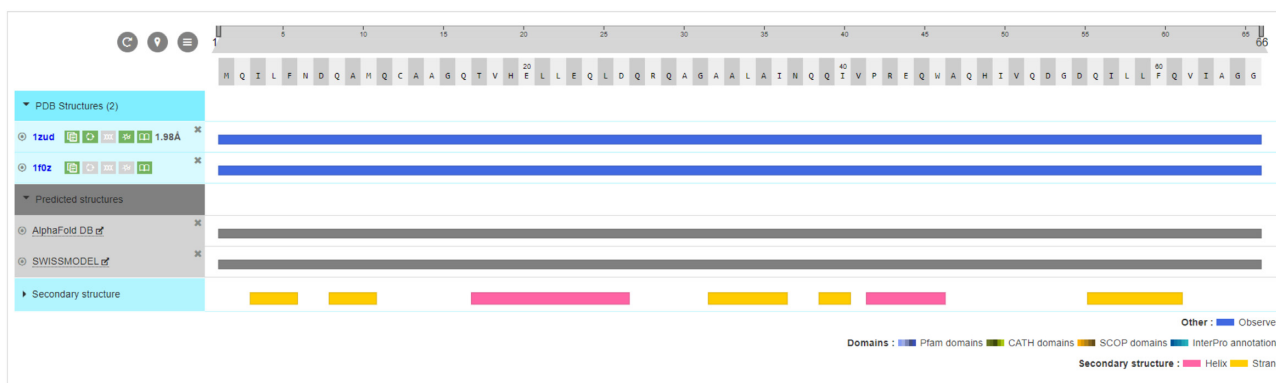 5 10 15 20 25 30 35 40 45 50 55 60 65
1 66
20 40 60
M Q I L F N D Q A M Q C A A G Q T V H E L L E Q L D Q R Q A G A A L A I N Q Q I V P R E Q W A Q H I V Q D G D Q I L L F Q V I A G G
PDB Structures (2)
1zud 1.98Å
1f0z
Predicted structures
AlphaFold DB
SWISSMODEL
Secondary structure
Other : Observe
Domains : Pfam domains CATH domains SCOP domains InterPro annotation
Secondary structure : Helix Stran